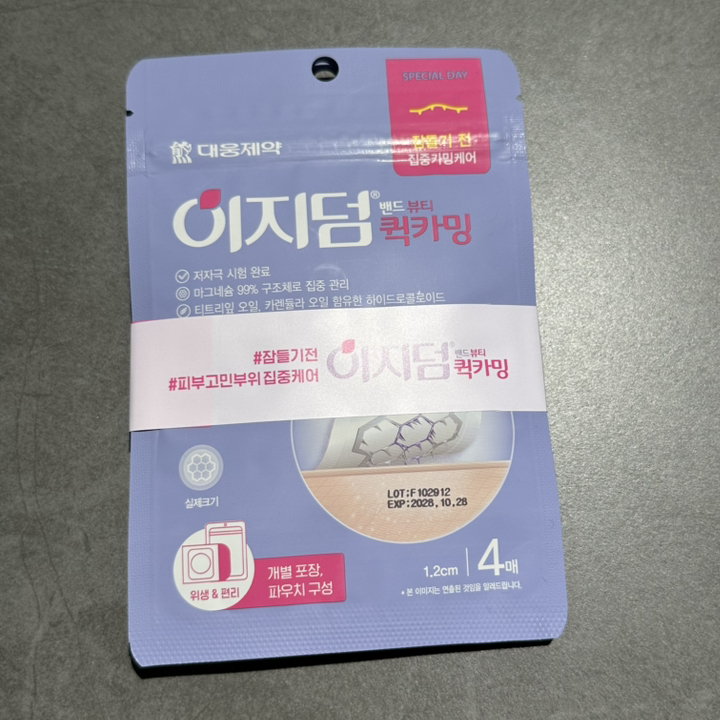 SPECIAL DAY
잠들기 전
집중카밍케어
대웅제약
이지덤® 밴드 뷰티
퀵카밍
저자극 시험 완료
마그네슘 99% 구조체로 집중 관리
티트리잎 오일, 카렌듈라 오일 함유한 하이드로콜로이드
#잠들기전
#피부고민부위 집중케어
이지덤® 밴드뷰티
퀵카밍
실제크기
LOT:F102912
EXP:2028.10.28
위생 & 편리
개별 포장,
파우치 구성
1.2cm 4매
* 본 이미지는 연출된 것임을 알려드립니다.